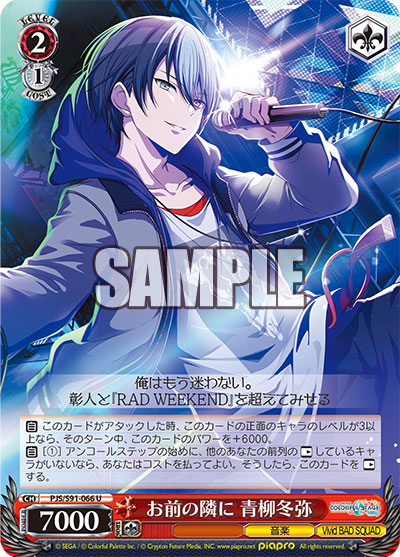 LEVEL
2
1
COST
SAMPLE
俺はもう迷わない。
彰人と『RAD WEEKEND』を超えてみせる
このカードがアタックした時、このカードの正面のキャラのレベルが3以
上なら、そのターン中、このカードのパワーを+6000。
[1] アンコールステップの始めに、他のあなたの前列の している
キャラがいないなら、あなたはコストを払ってよい。そうしたら、このカードを
する。
CH PJS/S91-066 U
POWER
7000
お前の隣に 青柳冬弥
音楽
Vivid BAD SQUAD
© SEGA / © Colorful Palette Inc. / © Crypton Future Media, INC. www.piapro.net piapro All rights reserved.